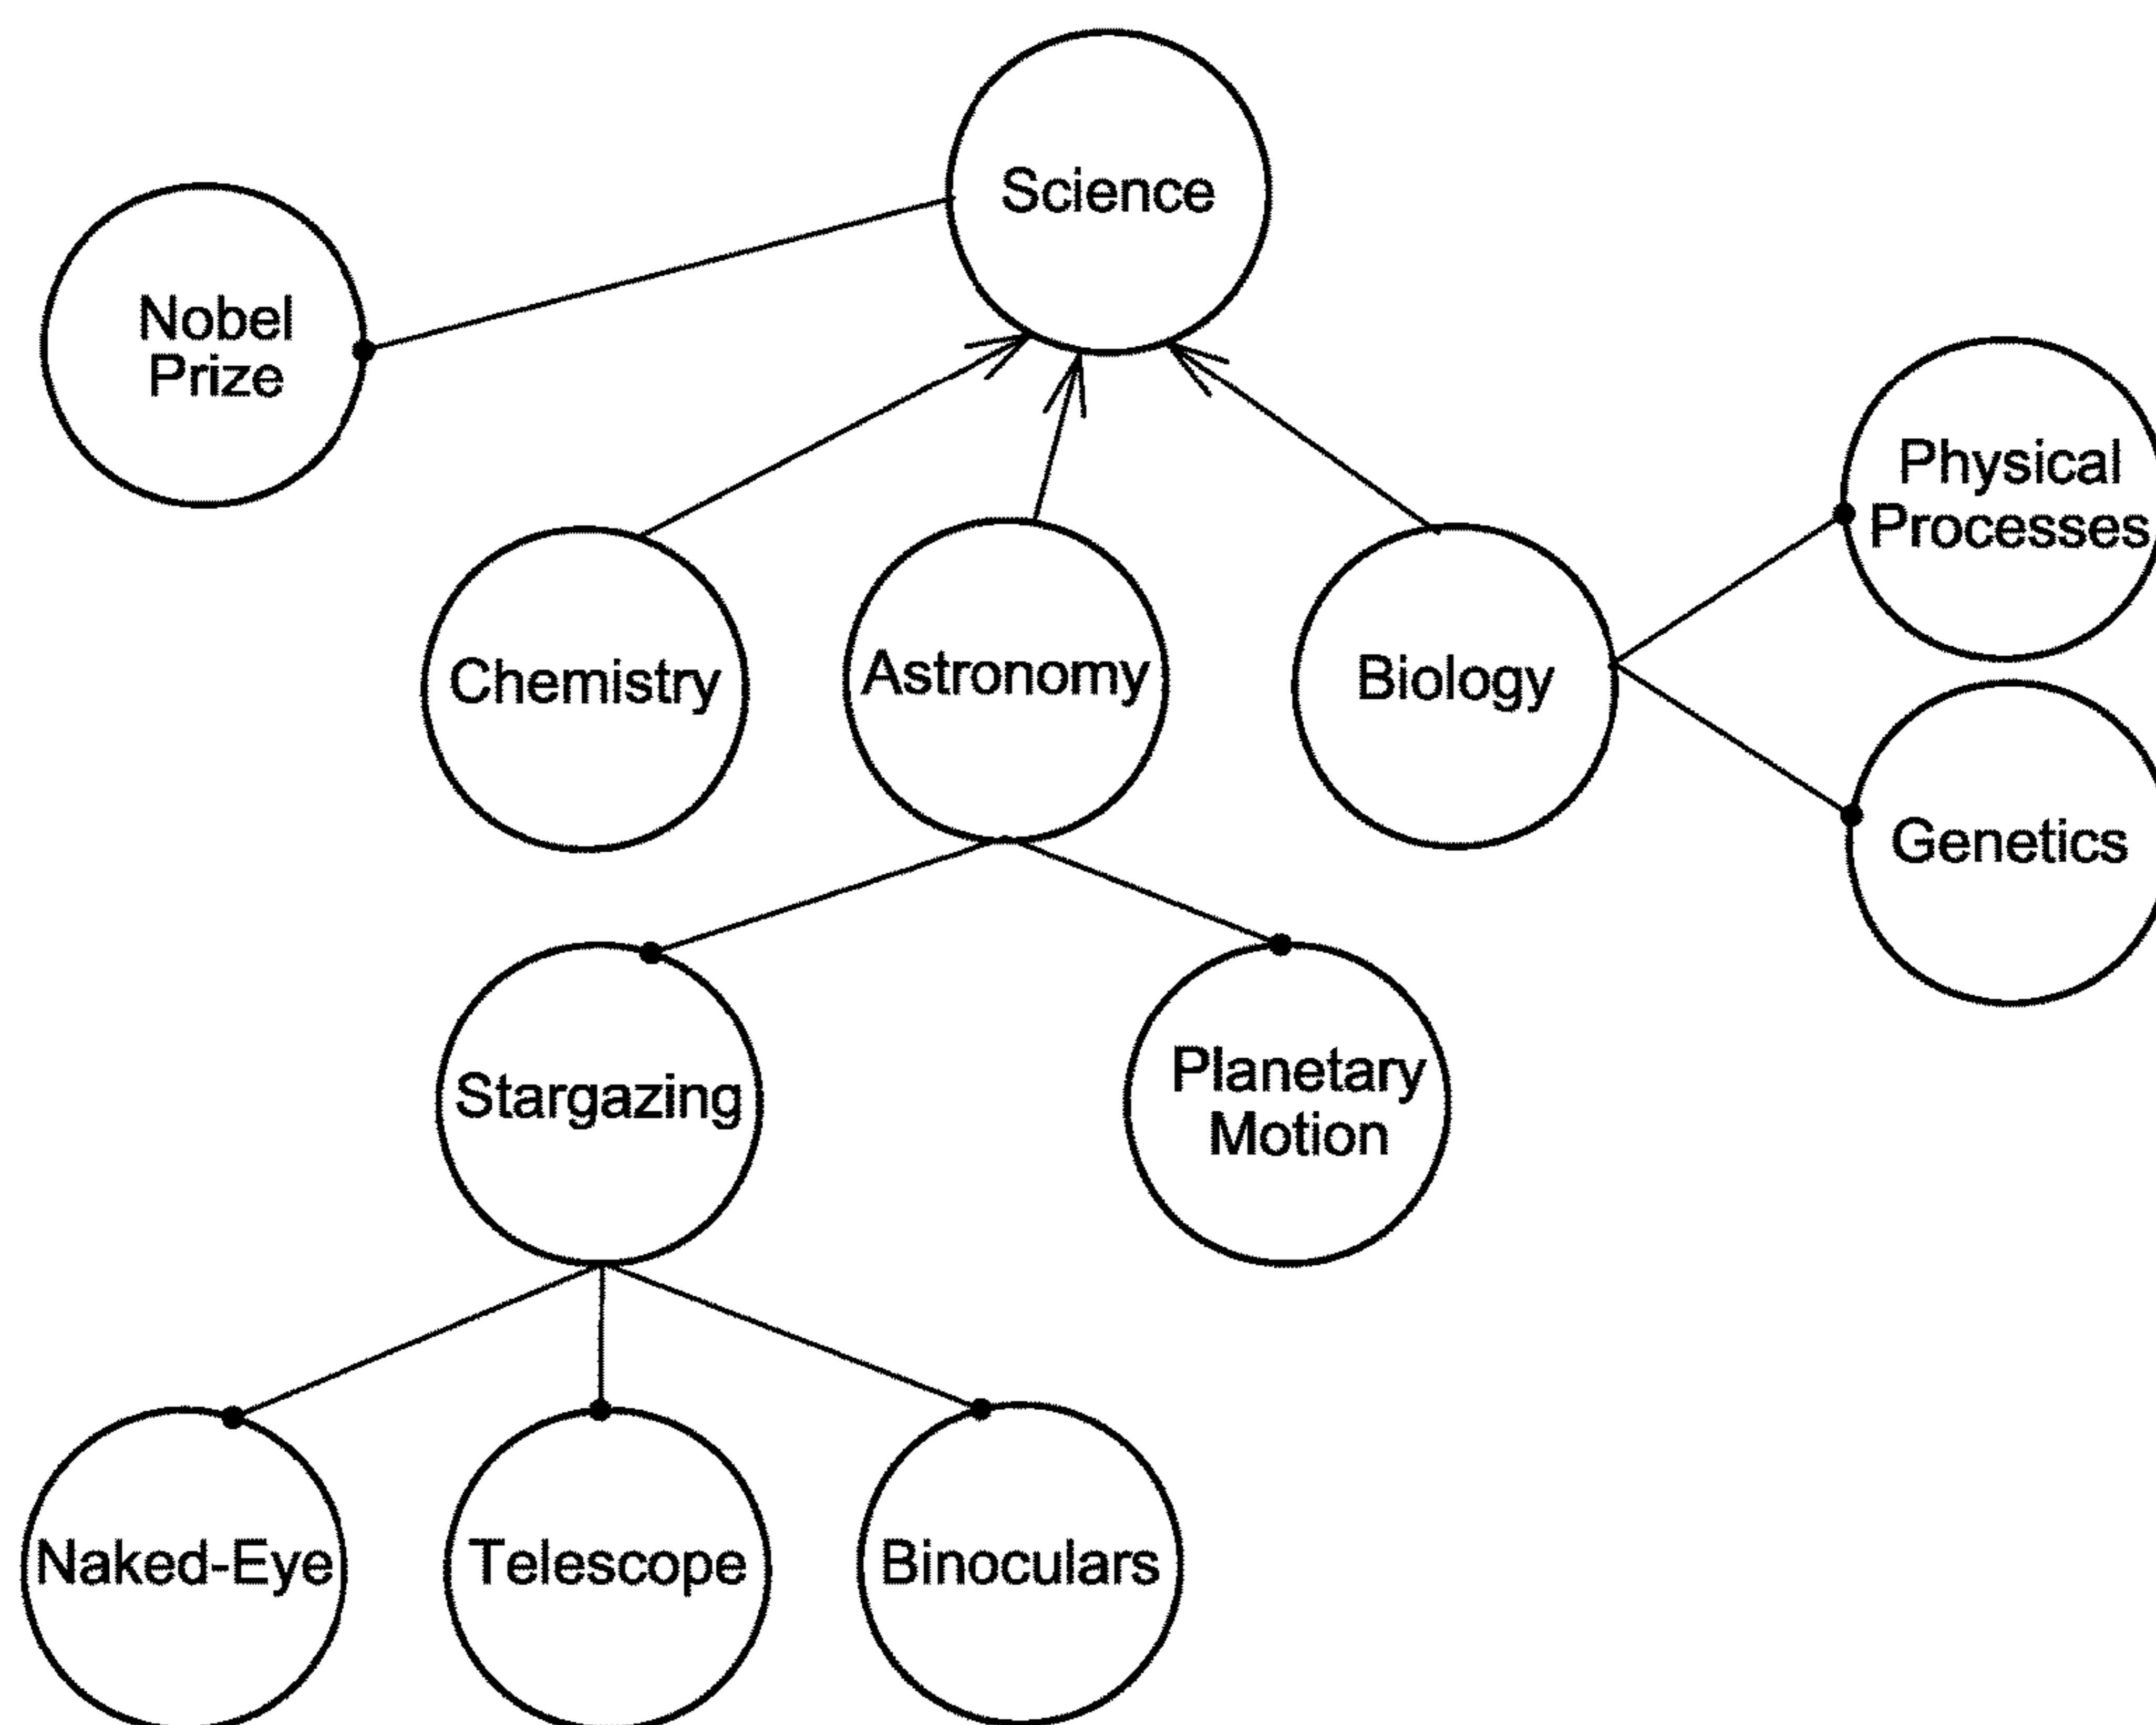 Science
Nobel
Prize
Physical
Processes
Chemistry
Astronomy
Biology
Genetics
Stargazing
Planetary
Motion
Naked-Eye
Telescope
Binoculars